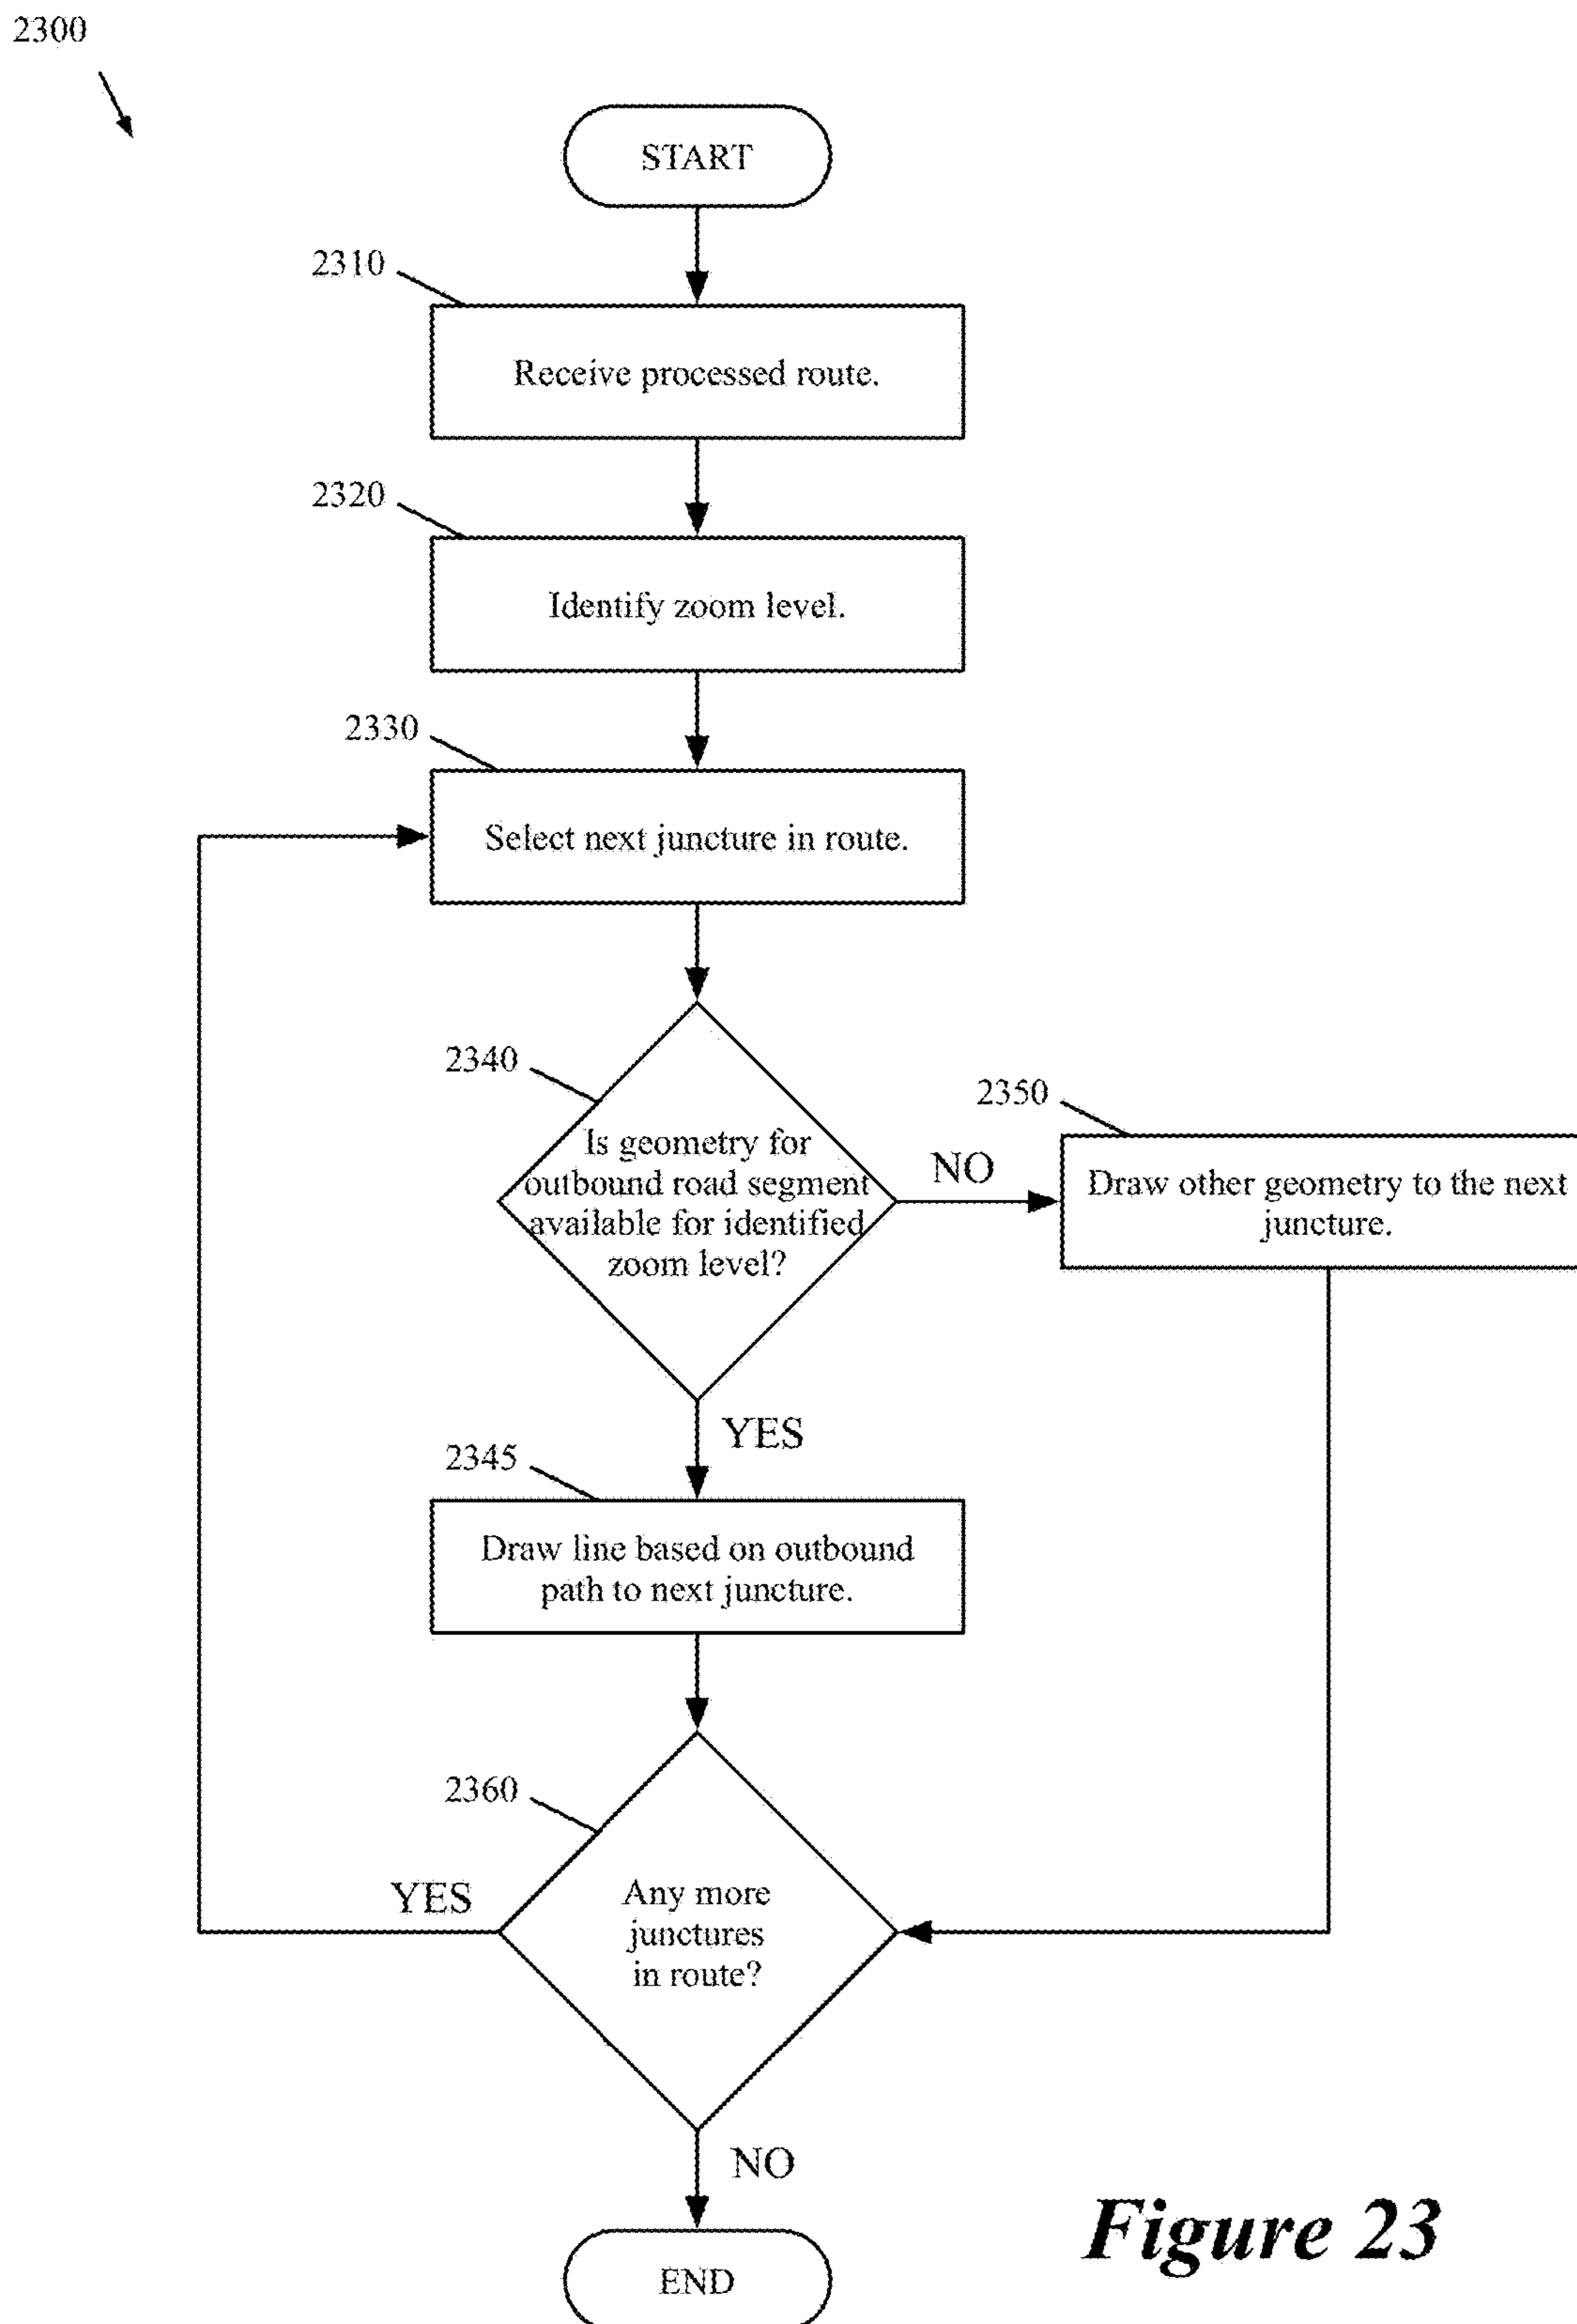 2300
START
2310
Receive processed route.
2320
Identify zoom level.
2330
Select next juncture in route.
2340
Is geometry for
outbound road segment
available for identified
zoom level?
NO
2350
Draw other geometry to the next
juncture.
YES
2345
Draw line based on outbound
path to next juncture.
2360
Any more
junctures
in route?
YES
NO
END
Figure 23